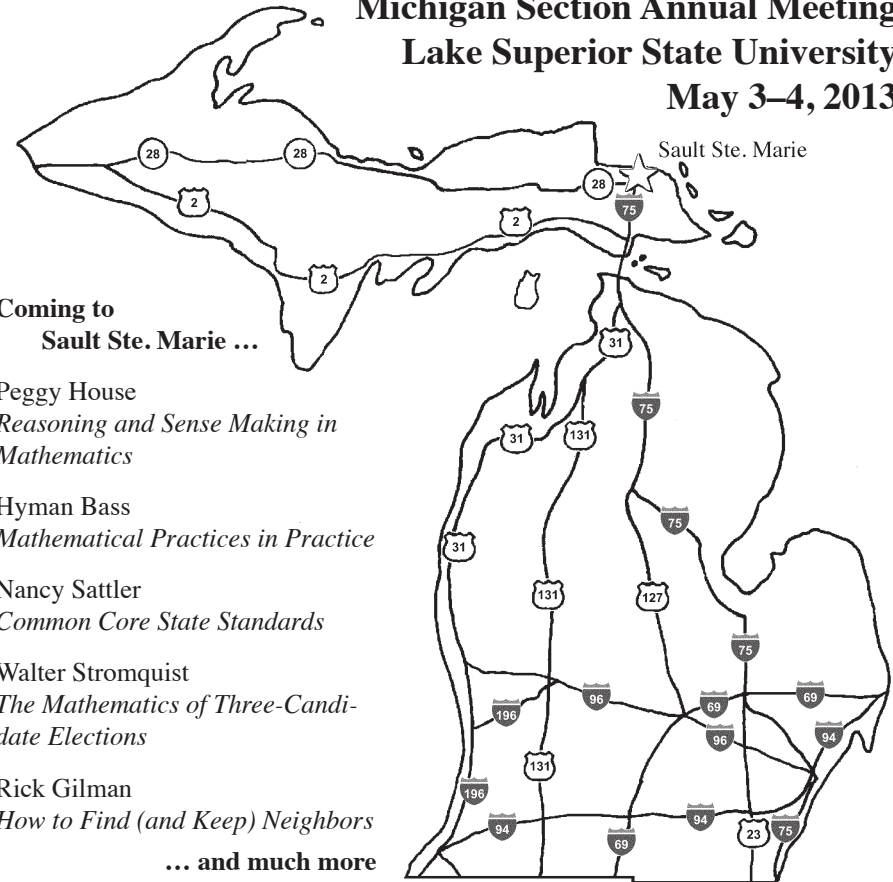 Michigan Section Annual Meeting
Lake Superior State University
May 3–4, 2013
Sault Ste. Marie
28
28
28
75
2
2
2
Coming to
Sault Ste. Marie …
31
Peggy House
Reasoning and Sense Making in
Mathematics
75
31
131
Hyman Bass
Mathematical Practices in Practice
75
31
Nancy Sattler
Common Core State Standards
131
127
75
Walter Stromquist
The Mathematics of Three-Candi-
date Elections
196
96
69
69
96
94
131
196
Rick Gilman
How to Find (and Keep) Neighbors
94
94
69
23
75
… and much more